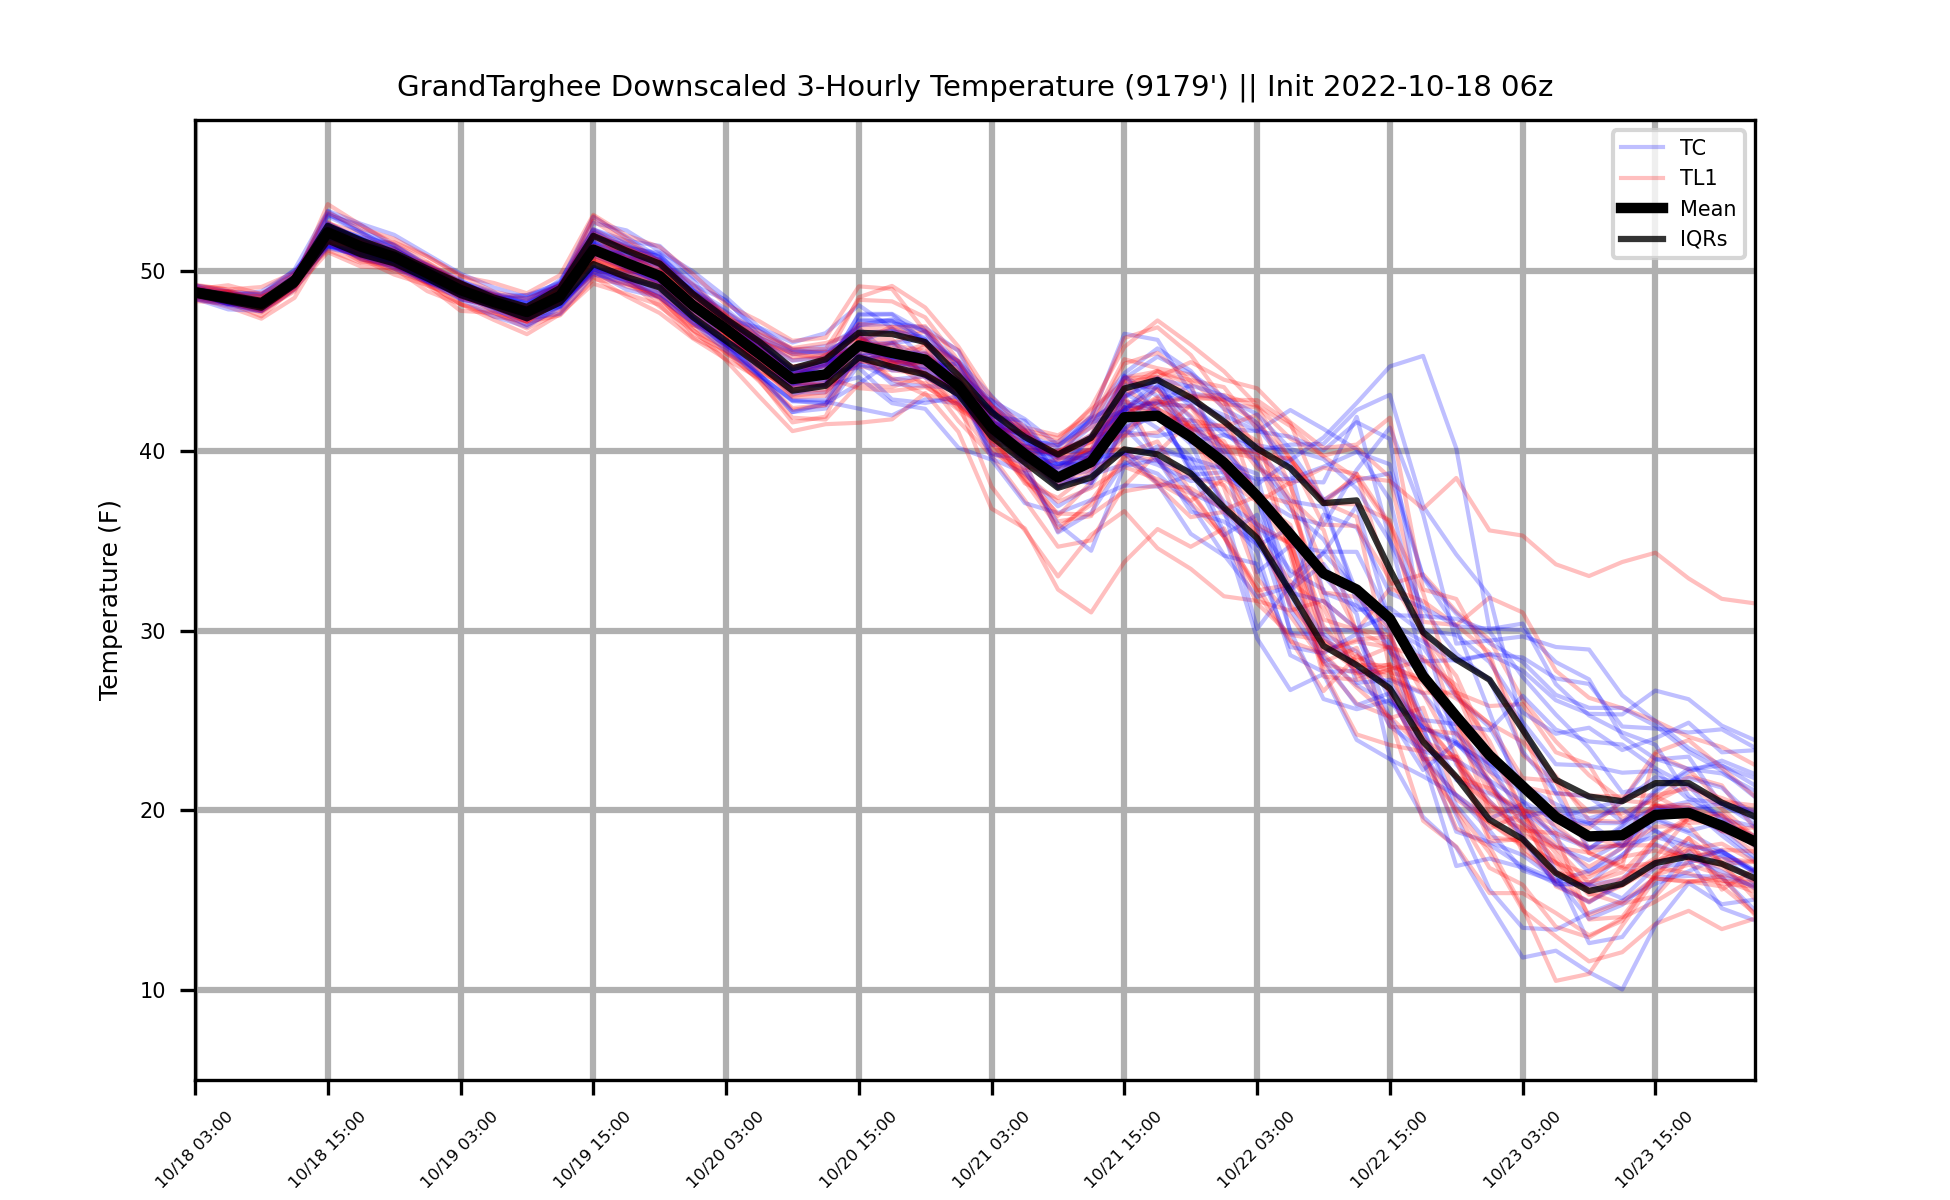 GrandTarghee Downscaled 3-Hourly Temperature (9179') || Init 2022-10-18 06z
TC
TL1
Mean
IQRs
Temperature (F)
50
40
30
20
10
10/18 03:00
10/18 15:00
10/19 03:00
10/19 15:00
10/20 03:00
10/20 15:00
10/21 03:00
10/21 15:00
10/22 03:00
10/22 15:00
10/23 03:00
10/23 15:00